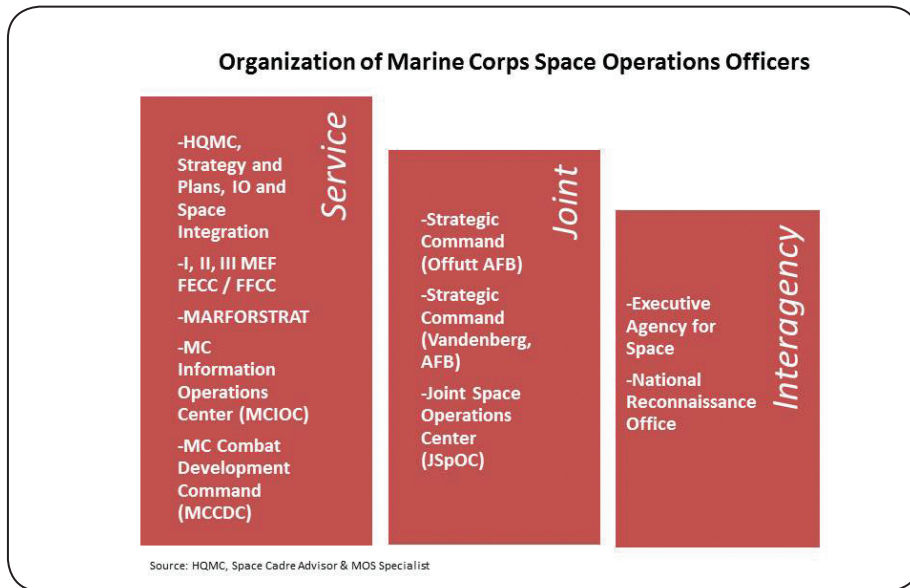 Organization of Marine Corps Space Operations Officers
Service
-HQMC,
Strategy and
Plans, IO and
Space
Integration
-I, II, III MEF
FECC / FFCC
-MARFORSTRAT
-MC
Information
Operations
Center (MCIOC)
-MC Combat
Development
Command
(MCCDC)
Joint
-Strategic
Command
(Offutt AFB)
-Strategic
Command
(Vandenberg,
AFB)
-Joint Space
Operations
Center
(JSpOC)
Interagency
-Executive
Agency for
Space
-National
Reconnaissance
Office
Source: HQMC, Space Cadre Advisor & MOS Specialist